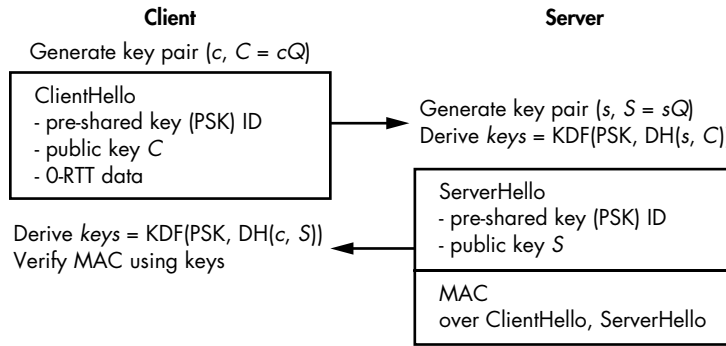 Client
Server
Generate key pair (c, C = cQ)
ClientHello
- pre-shared key (PSK) ID
- public key C
- 0-RTT data
Generate key pair (s, S = sQ)
Derive keys = KDF(PSK, DH(s, C)
ServerHello
- pre-shared key (PSK) ID
- public key S
Derive keys = KDF(PSK, DH(c, S))
Verify MAC using keys
MAC
over ClientHello, ServerHello